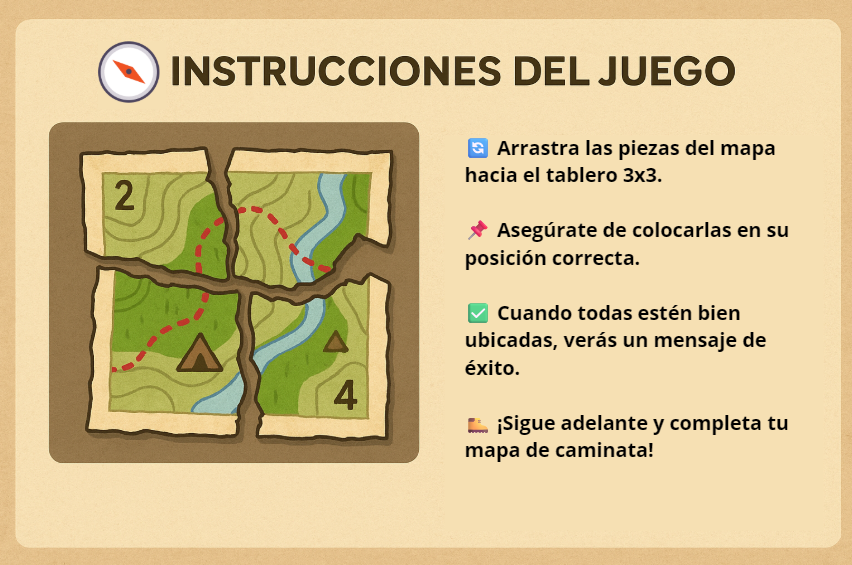 INSTRUCCIONES DEL JUEGO
2
4
🔄 Arrastra las piezas del mapa
hacia el tablero 3x3.
📌 Asegúrate de colocarlas en su
posición correcta.
✅ Cuando todas estén bien
ubicadas, verás un mensaje de
éxito.
🥾 ¡Sigue adelante y completa tu
mapa de caminata!